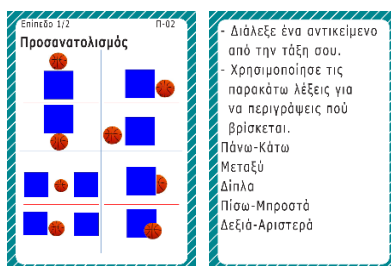 Επίπεδο 1/2
Π-02
Προσανατολισμός
- Διάλεξε ένα αντικείμενο
από την τάξη σου.
- Χρησιμοποίησε τις
παρακάτω λέξεις για
να περιγράψεις πού
βρίσκεται.
Πάνω-Κάτω
Μεταξύ
Δίπλα
Πίσω-Μπροστά
Δεξιά-Αριστερά